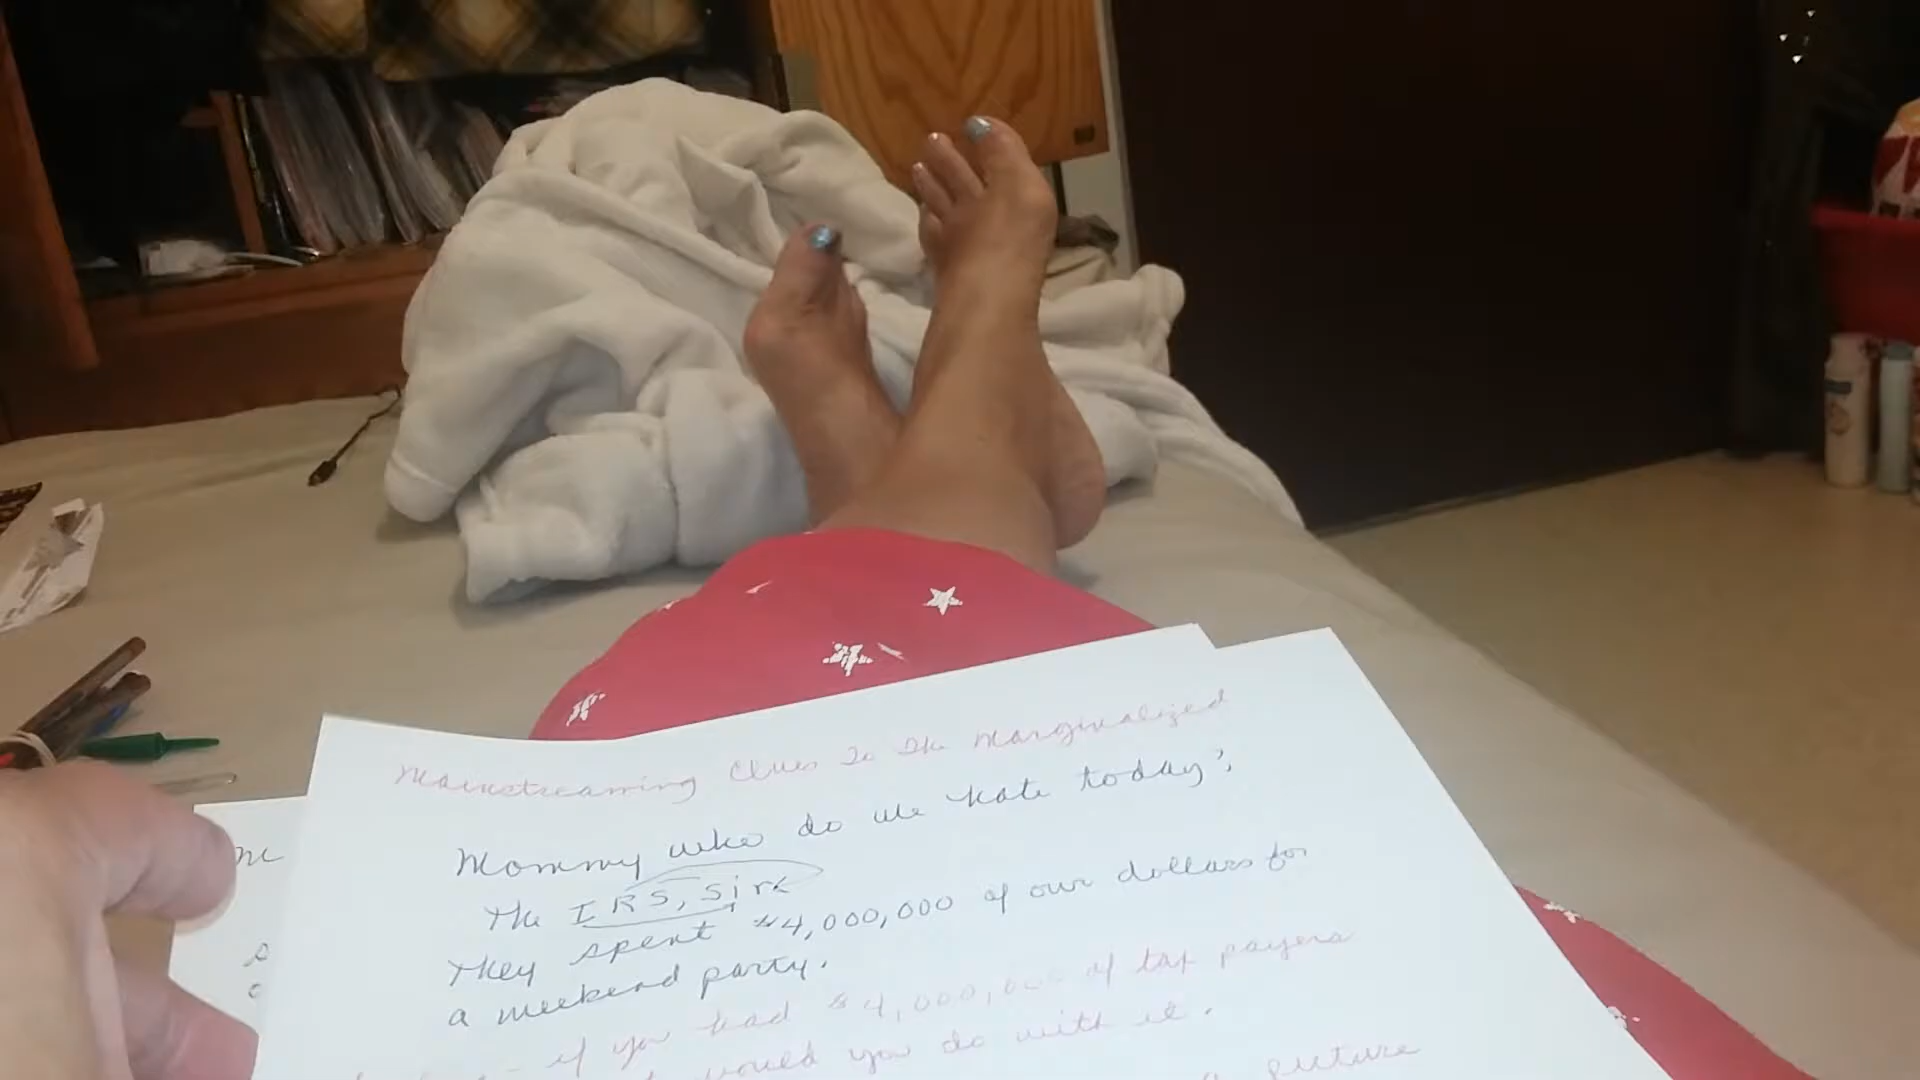 Mainstreaming Clues To The Marginalized
Mommy who do we hate today?,
The IRS, Sir
They spent $4,000,000 of our dollars for
a weekend party.
if you had $4,000,000 of tax payers
would you do with it.
a picture